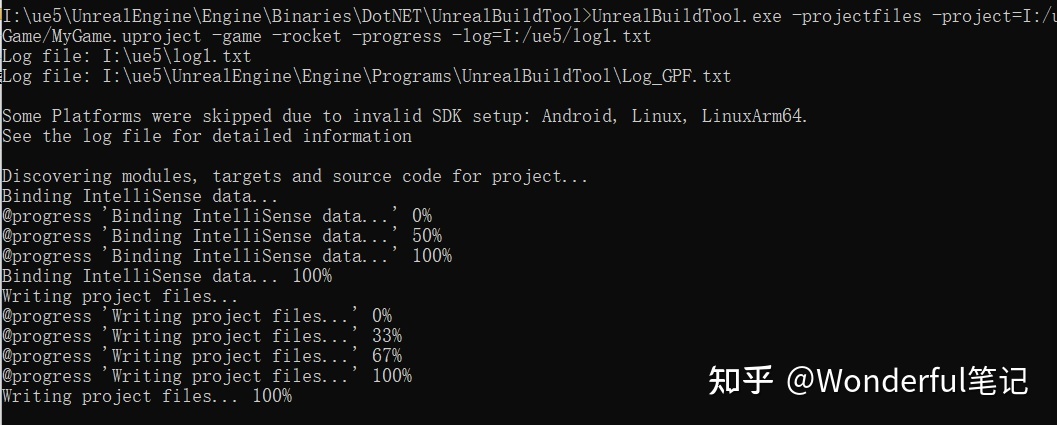 I:\ue5\UnrealEngine\Engine\Binaries\DotNET\UnrealBuildTool>UnrealBuildTool.exe -projectfiles -project=I:/u
Game/MyGame.uproject -game -rocket -progress -log=I:/ue5/log1.txt
Log file: I:\ue5\log1.txt
Log file: I:\ue5\UnrealEngine\Engine\Programs\UnrealBuildTool\Log_GPF.txt
Some Platforms were skipped due to invalid SDK setup: Android, Linux, LinuxArm64.
See the log file for detailed information
Discovering modules, targets and source code for project...
Binding IntelliSense data...
@progress 'Binding IntelliSense data...' 0%
@progress 'Binding IntelliSense data...' 50%
@progress 'Binding IntelliSense data...' 100%
Binding IntelliSense data... 100%
Writing project files...
@progress 'Writing project files...' 0%
@progress 'Writing project files...' 33%
@progress 'Writing project files...' 67%
@progress 'Writing project files...' 100%
Writing project files... 100%
知乎 @Wonderful笔记